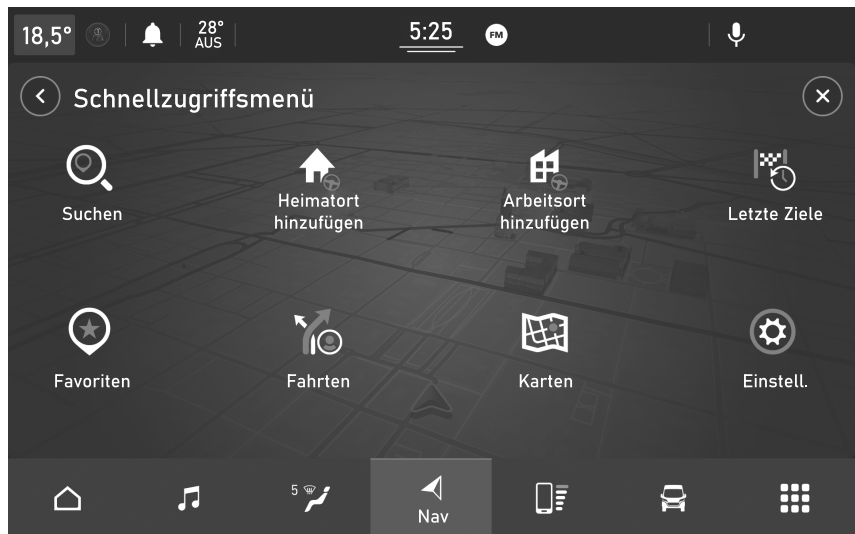 18,5°
28°
AUS
5:25
FM
Schnellzugriffsmenü
Suchen
Heimatort
hinzufügen
Arbeitsort
hinzufügen
Letzte Ziele
Favoriten
Fahrten
Karten
Einstell.
5
Nav